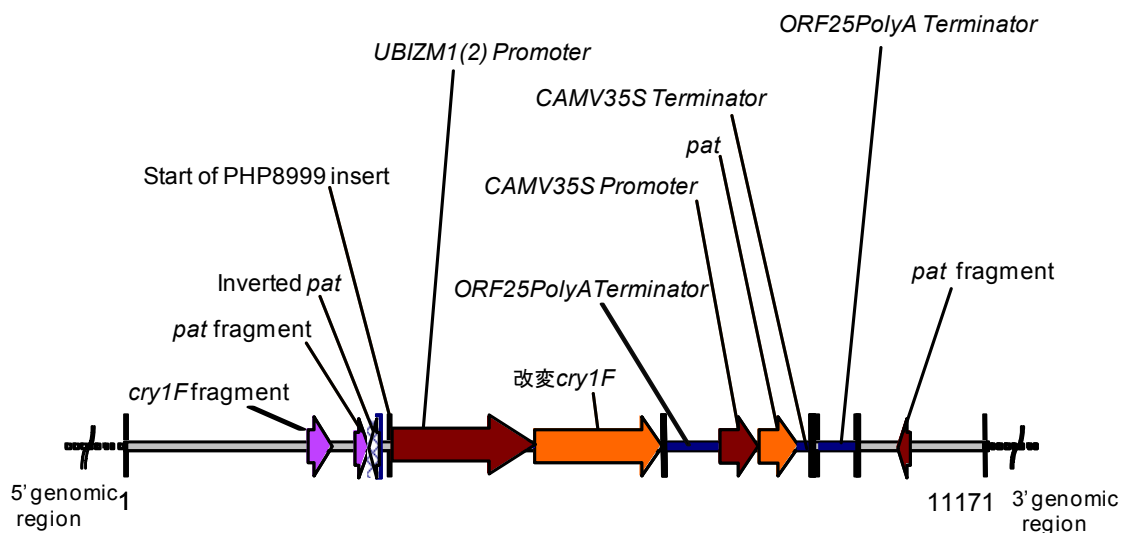 ORF25PolyA Terminator
UBIZM1(2) Promoter
CAMV35S Terminator
pat
Start of PHP8999 insert
CAMV35S Promoter
Inverted pat
ORF25PolyATerminator
pat fragment
pat fragment
cry1F fragment
改変cry1F
5' genomic
region
1
11171
3' genomic
region